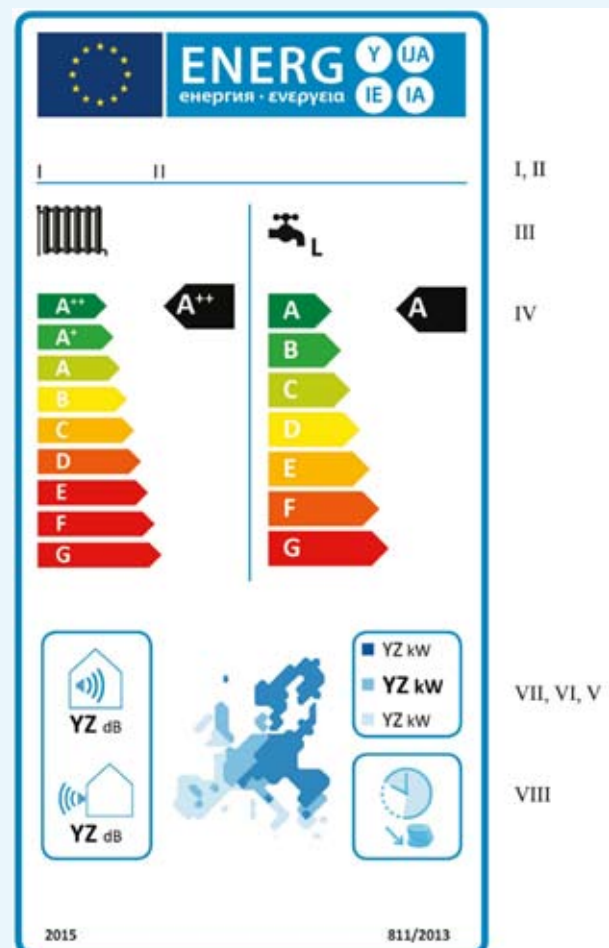 ENERG Y IJA
енергия · ενεργεια IE IA
I II I, II
L III
A++ A++ A A IV
A+ B
A C
B D
C E
D F
E G
F
G
YZ kW
YZ kW VII, VI, V
YZ dB YZ kW
VIII
YZ dB
2015 811/2013